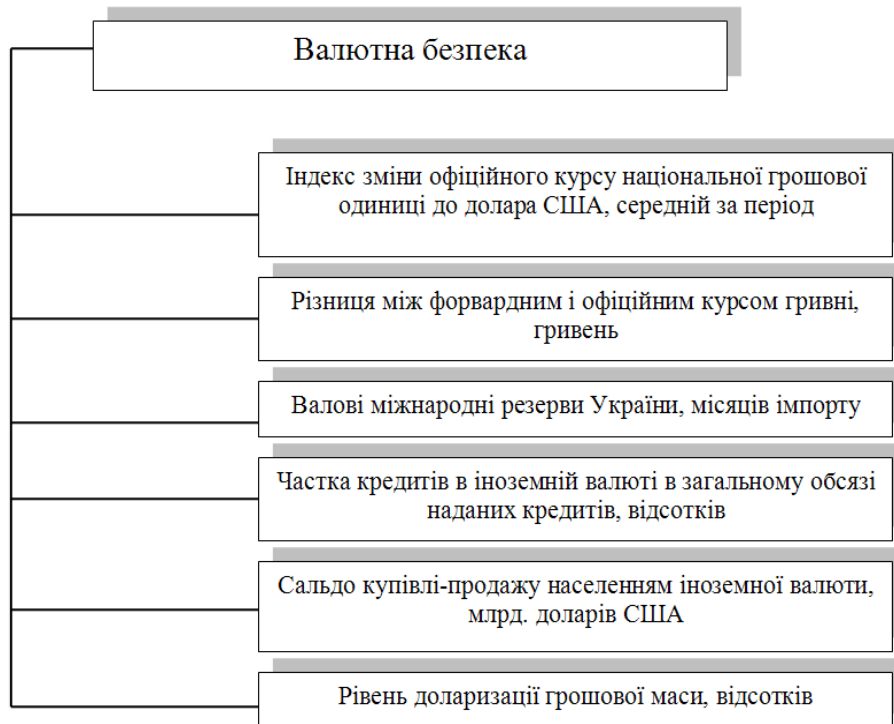 Валютна безпека
Індекс зміни офіційного курсу національної грошової
одиниці до долара США, середній за період
Різниця між форвардним і офіційним курсом гривні,
гривень
Валові міжнародні резерви України, місяців імпорту
Частка кредитів в іноземній валюті в загальному обсязі
наданих кредитів, відсотків
Сальдо купівлі-продажу населенням іноземної валюти,
млрд. доларів США
Рівень доларизації грошової маси, відсотків